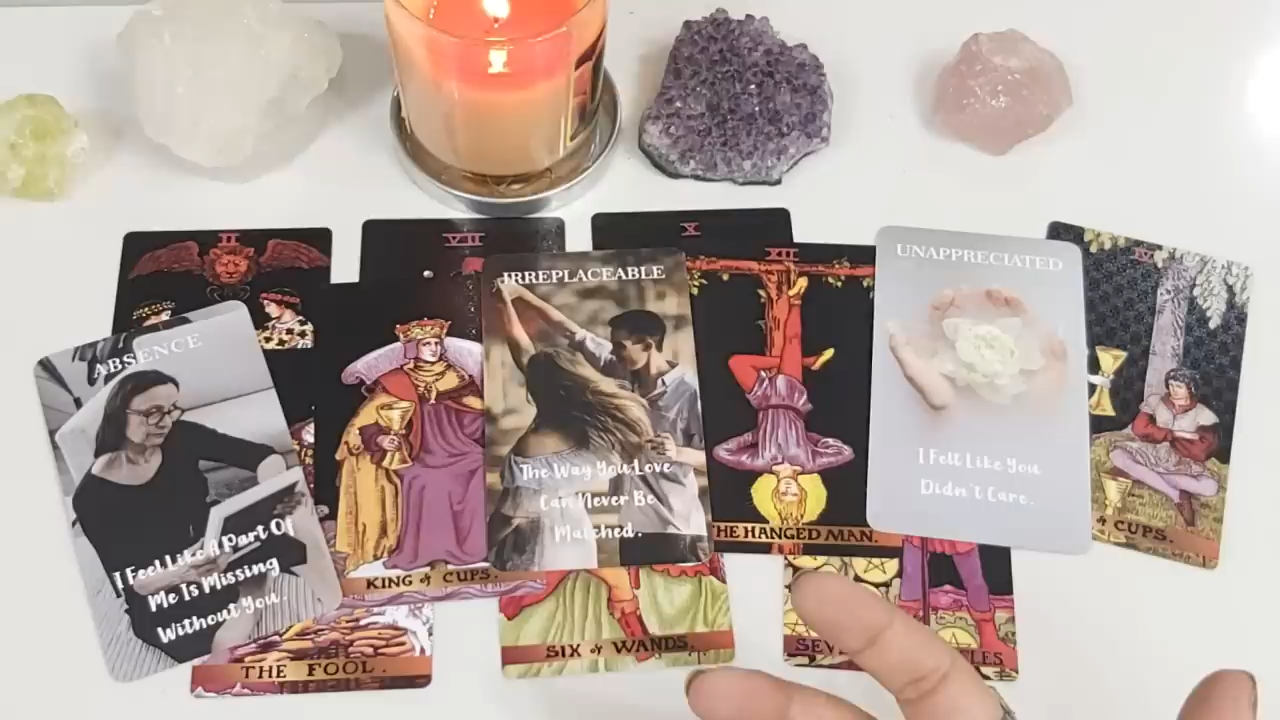 II
VII
X
XII
IV
ABSENCE
I Feel Like A Part Of
Me Is Missing
Without You.
KING of CUPS.
IRREPLACEABLE
The Way You Love
Can Never Be
Matched.
THE HANGED MAN.
UNAPPRECIATED
I Felt Like You
Didn't Care.
of CUPS.
THE FOOL.
SIX of WANDS.